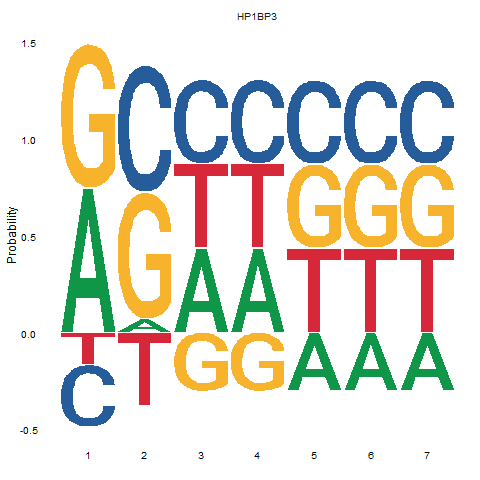 HP1BP3
1.5
1.0
0.5
0.0
-0.5
Probability
G C C C C C C
A G T T G G G
T A A A T T T
C T G G A A A
1 2 3 4 5 6 7